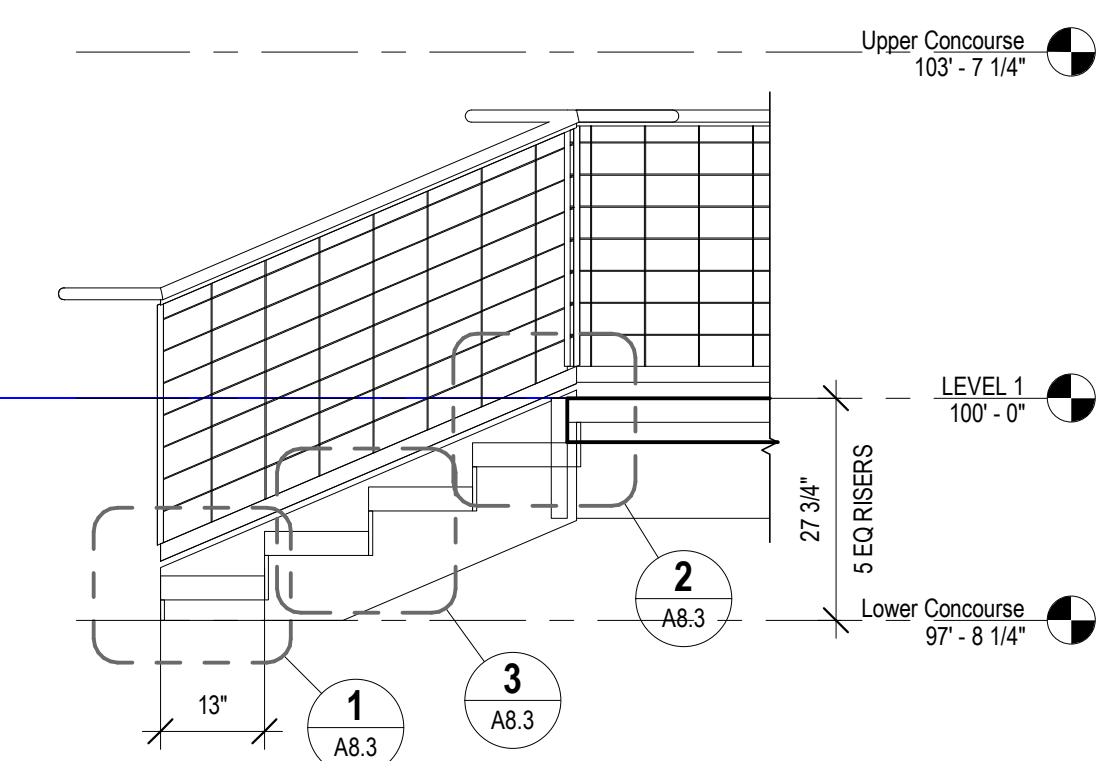 Upper Concourse
103' - 7 1/4"
LEVEL 1
100' - 0"
27 3/4"
5 EQ RISERS
2
A8.3
Lower Concourse
97' - 8 1/4"
3
A8.3
13"
1
A8.3